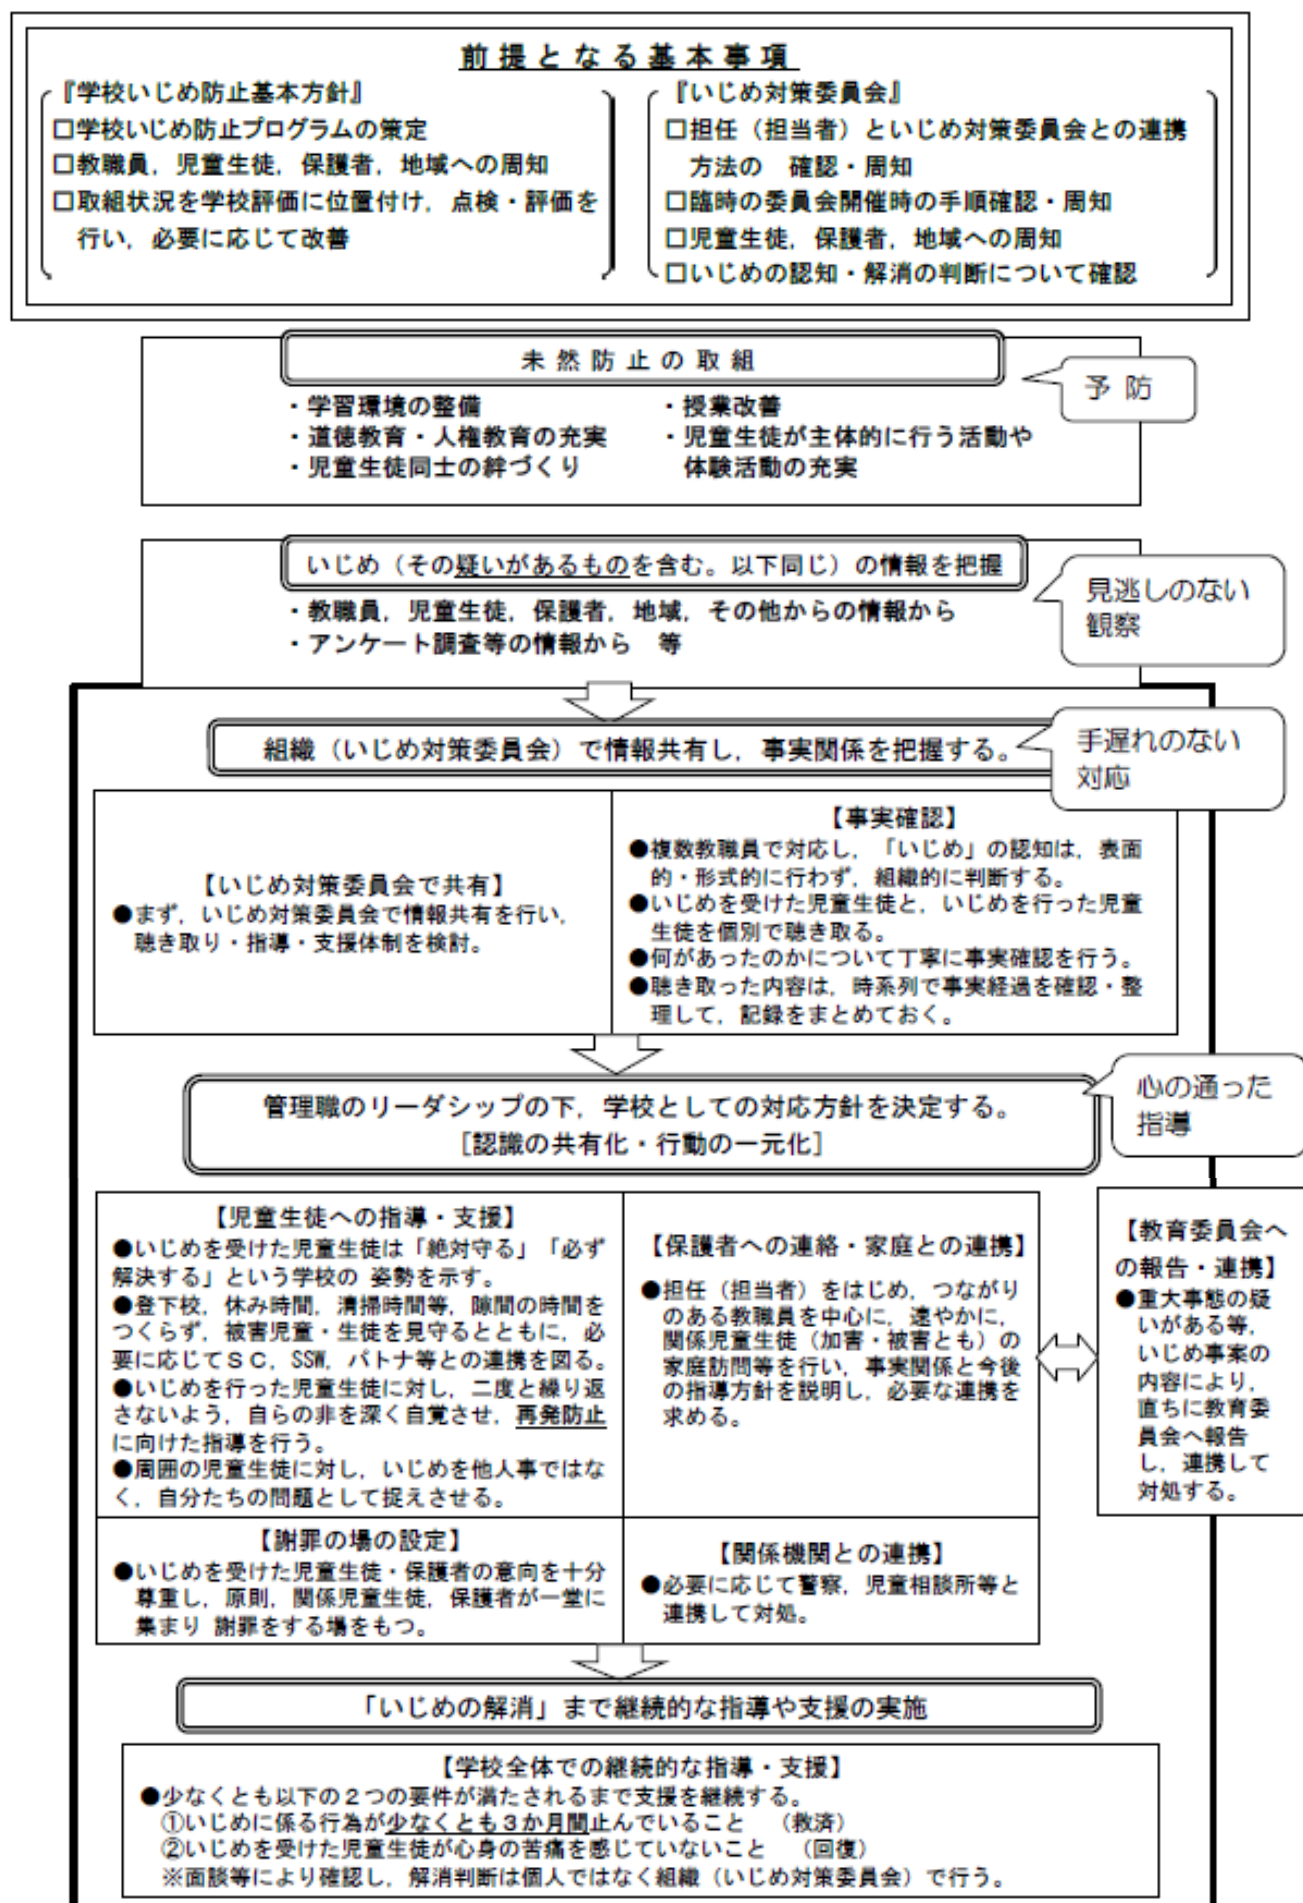 前提となる基本事項
『学校いじめ防止基本方針』
□学校いじめ防止プログラムの策定
□教職員，児童生徒，保護者，地域への周知
□取組状況を学校評価に位置付け，点検・評価を
行い，必要に応じて改善
『いじめ対策委員会』
□担任（担当者）といじめ対策委員会との連携
方法の　確認・周知
□臨時の委員会開催時の手順確認・周知
□児童生徒，保護者，地域への周知
□いじめの認知・解消の判断について確認
未然防止の取組
予防
・学習環境の整備
・道徳教育・人権教育の充実
・児童生徒同士の絆づくり
・授業改善
・児童生徒が主体的に行う活動や
体験活動の充実
いじめ（その疑いがあるものを含む。以下同じ）の情報を把握
見逃しのない
観察
・教職員，児童生徒，保護者，地域，その他からの情報から
・アンケート調査等の情報から　等
組織（いじめ対策委員会）で情報共有し，事実関係を把握する。
手遅れのない
対応
【いじめ対策委員会で共有】
●まず，いじめ対策委員会で情報共有を行い，
聴き取り・指導・支援体制を検討。
【事実確認】
●複数教職員で対応し，「いじめ」の認知は，表面
的・形式的に行わず，組織的に判断する。
●いじめを受けた児童生徒と，いじめを行った児童
生徒を個別で聴き取る。
●何があったのかについて丁寧に事実確認を行う。
●聴き取った内容は，時系列で事実経過を確認・整
理して，記録をまとめておく。
管理職のリーダシップの下，学校としての対応方針を決定する。
［認識の共有化・行動の一元化］
心の通った
指導
【児童生徒への指導・支援】
●いじめを受けた児童生徒は「絶対守る」「必ず
解決する」という学校の 姿勢を示す。
●登下校，休み時間，清掃時間等，隙間の時間を
つくらず，被害児童・生徒を見守るとともに，必
要に応じてＳＣ，SSW，パトナ等との連携を図る。
●いじめを行った児童生徒に対し，二度と繰り返
さないよう，自らの非を深く自覚させ，再発防止
に向けた指導を行う。
●周囲の児童生徒に対し，いじめを他人事ではな
く，自分たちの問題として捉えさせる。
【保護者への連絡・家庭との連携】
●担任（担当者）をはじめ，つながり
のある教職員を中心に，速やかに，
関係児童生徒（加害・被害とも）の
家庭訪問等を行い，事実関係と今後
の指導方針を説明し，必要な連携を
求める。
【教育委員会へ
の報告・連携】
●重大事態の疑
いがある等，
いじめ事案の
内容により，
直ちに教育委
員会へ報告
し，連携して
対処する。
【謝罪の場の設定】
●いじめを受けた児童生徒・保護者の意向を十分
尊重し，原則，関係児童生徒，保護者が一堂に
集まり 謝罪をする場をもつ。
【関係機関との連携】
●必要に応じて警察，児童相談所等と
連携して対処。
「いじめの解消」まで継続的な指導や支援の実施
【学校全体での継続的な指導・支援】
●少なくとも以下の２つの要件が満たされるまで支援を継続する。
①いじめに係る行為が少なくとも３か月間止んでいること　（救済）
②いじめを受けた児童生徒が心身の苦痛を感じていないこと　（回復）
※面談等により確認し，解消判断は個人ではなく組織（いじめ対策委員会）で行う。